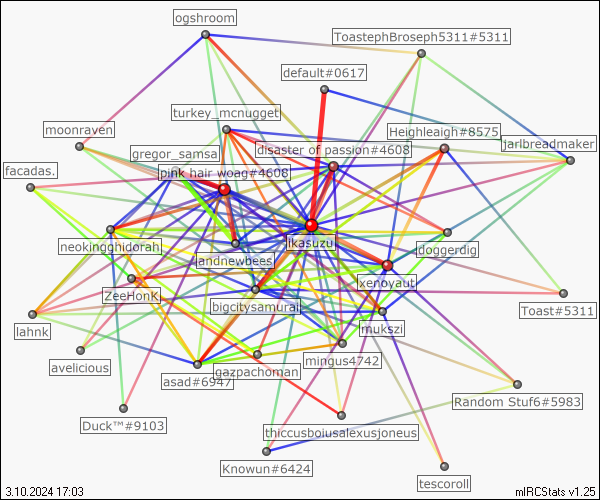 ogshroom
ToastephBroseph5311#5311
default#0617
turkey_mcnugget
moonraven
Heighleigh#8575
jarlbreadmaker
disaster of passion#4608
gregor_samsa
facadas.
pink hair woag#4608
neokingghidorah
ikasuzu
doggerdig
landnewbees
xenoyaut
ZeeHonK
bigcitysamurai
Toast#5311
lahnk
mukszi
mingus4742
avelicious
gazpachoman
asad#6947
Random Stuf6#5983
Duck™#9103
thiccusboiusalexusjoneus
Knowun#6424
tescoroll
3.10.2024 17:03
mIRCStats v1.25